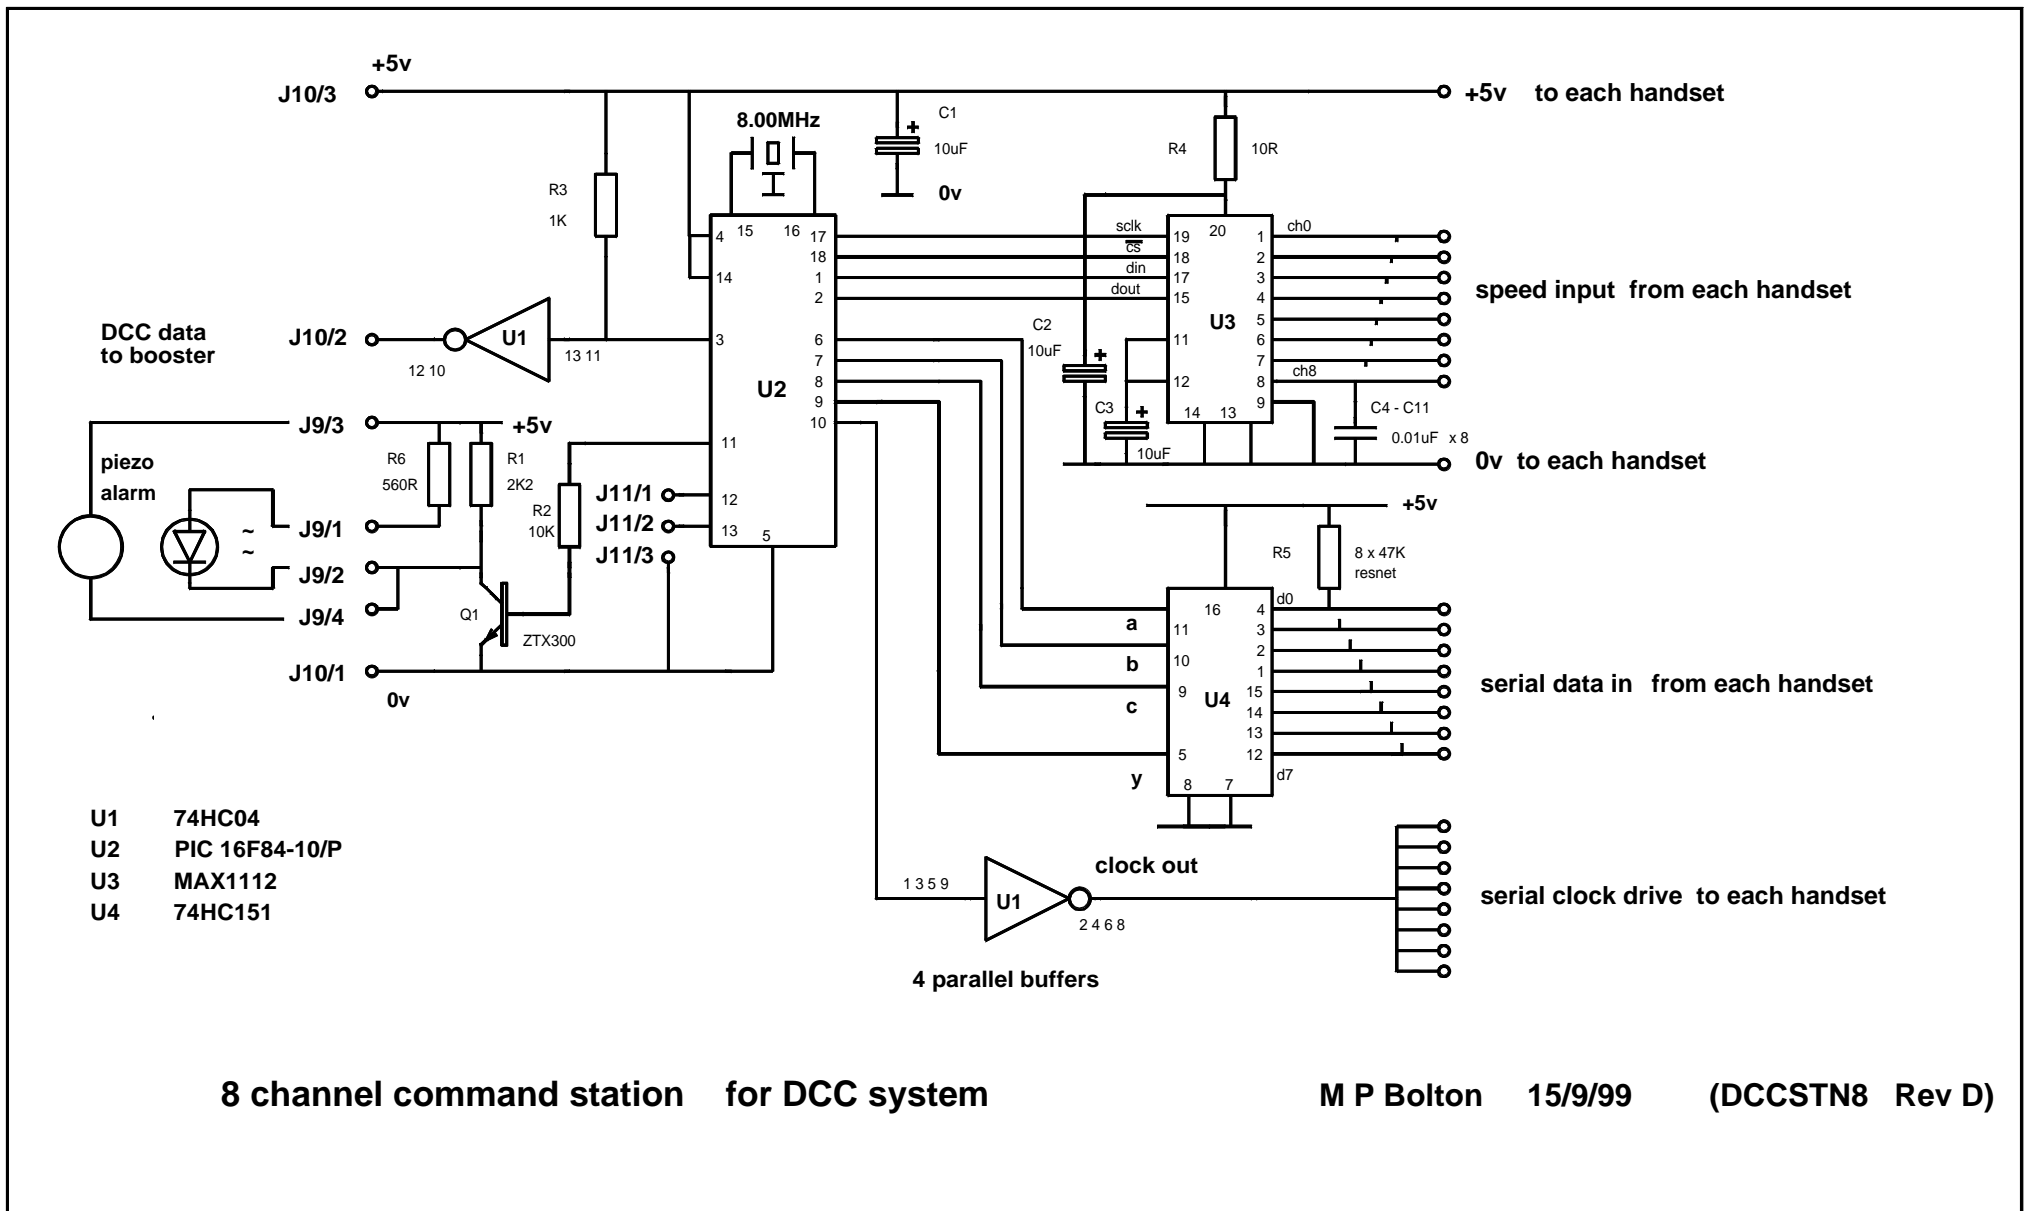 +5v
J10/3
+5v to each handset
C1
8.00MHz
10uF
0v
R4
10R
R3
1K
4
15
16
17
18
14
1
2
3
6
7
8
9
10
11
12
13
5
U2
sclk
cs
din
dout
19
20
18
17
15
11
12
14
13
1
2
3
4
5
6
7
8
9
U3
ch0
ch8
speed input from each handset
DCC data
to booster
J10/2
U1
12 10
13 11
C2
10uF
C3
10uF
C4 - C11
0.01uF x 8
0v to each handset
J9/3
+5v
piezo
alarm
R6
560R
R1
2K2
R2
10K
J11/1
J11/2
J11/3
J9/1
~
~
J9/2
J9/4
Q1
ZTX300
J10/1
0v
+5v
R5
8 x 47K
resnet
a
b
c
y
16
11
10
9
5
8
7
4
3
2
1
15
14
13
12
U4
d0
d7
serial data in from each handset
U1 74HC04
U2 PIC 16F84-10/P
U3 MAX1112
U4 74HC151
clock out
1 3 5 9
U1
2 4 6 8
serial clock drive to each handset
4 parallel buffers
8 channel command station for DCC system
M P Bolton 15/9/99 (DCCSTN8 Rev D)